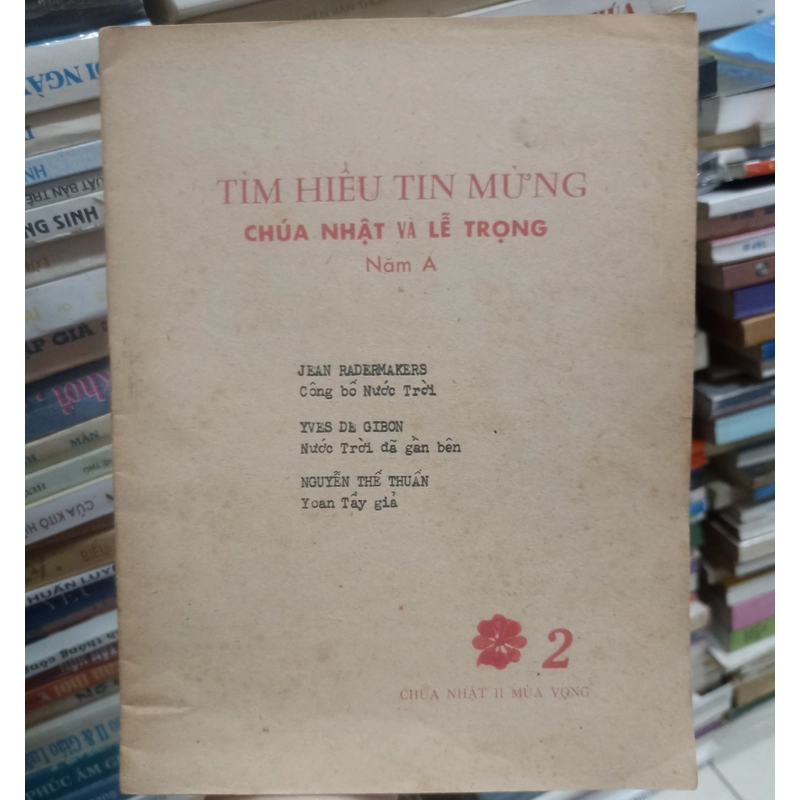 TÌM HIỂU TIN MỪNG
CHÚA NHẬT VÀ LỄ TRỌNG
Năm A
JEAN RADERMAKERS
Công bố Nước Trời
YVES DE GIBON
Nước Trời đã gần bên
NGUYỄN THẾ THUẤN
Yoan Tẩy giả
2
CHÚA NHẬT II MÙA VỌNG